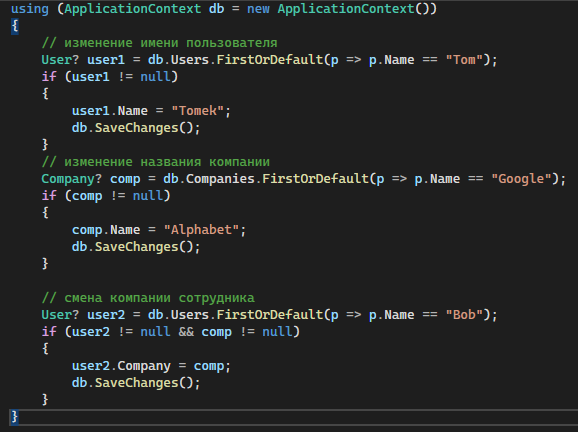 using (ApplicationContext db = new ApplicationContext())
{
    // изменение имени пользователя
    User? user1 = db.Users.FirstOrDefault(p => p.Name == "Tom");
    if (user1 != null)
    {
        user1.Name = "Tomek";
        db.SaveChanges();
    }
    // изменение названия компании
    Company? comp = db.Companies.FirstOrDefault(p => p.Name == "Google");
    if (comp != null)
    {
        comp.Name = "Alphabet";
        db.SaveChanges();
    }

    // смена компании сотрудника
    User? user2 = db.Users.FirstOrDefault(p => p.Name == "Bob");
    if (user2 != null && comp != null)
    {
        user2.Company = comp;
        db.SaveChanges();
    }
}